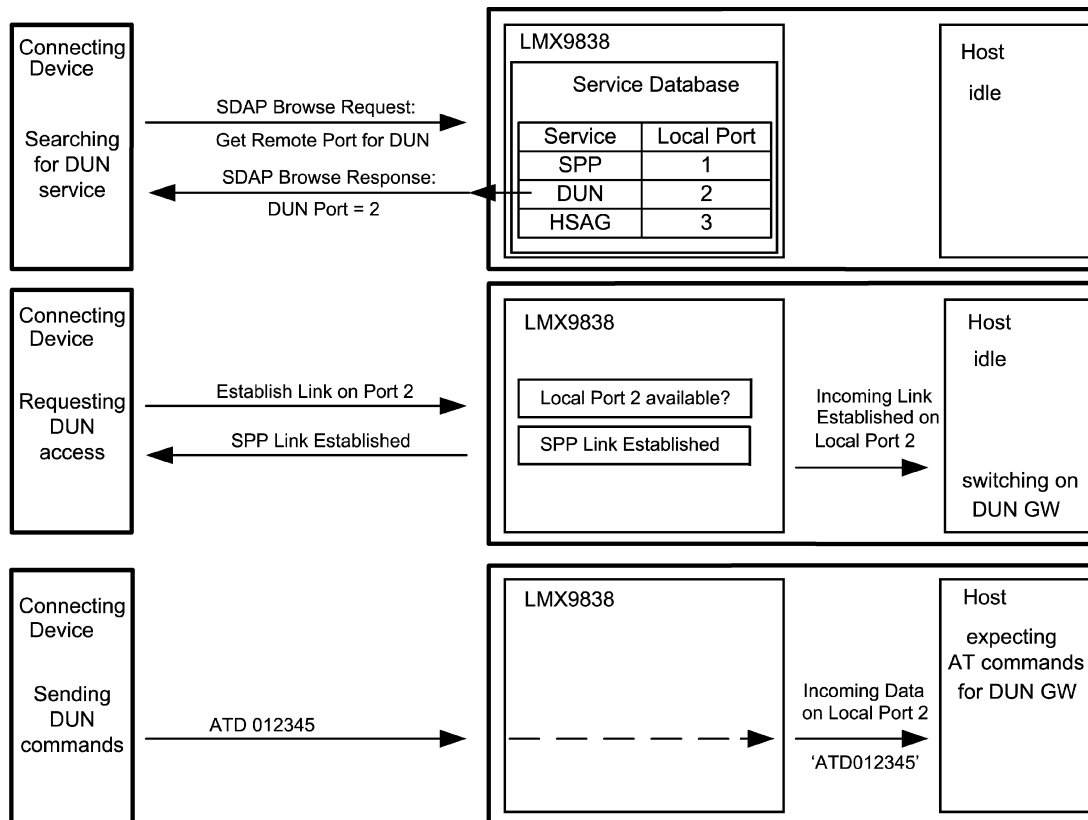 Connecting
Device
Searching
for DUN
service
SDAP Browse Request:
Get Remote Port for DUN
SDAP Browse Response:
DUN Port = 2
LMX9838
Service Database
Service Local Port
SPP 1
DUN 2
HSAG 3
Host
idle
Connecting
Device
Requesting
DUN
access
Establish Link on Port 2
SPP Link Established
LMX9838
Local Port 2 available?
SPP Link Established
Incoming Link
Established on
Local Port 2
Host
idle
switching on
DUN GW
Connecting
Device
Sending
DUN
commands
ATD 012345
LMX9838
Incoming Data
on Local Port 2
‘ATD012345’
Host
expecting
AT commands
for DUN GW